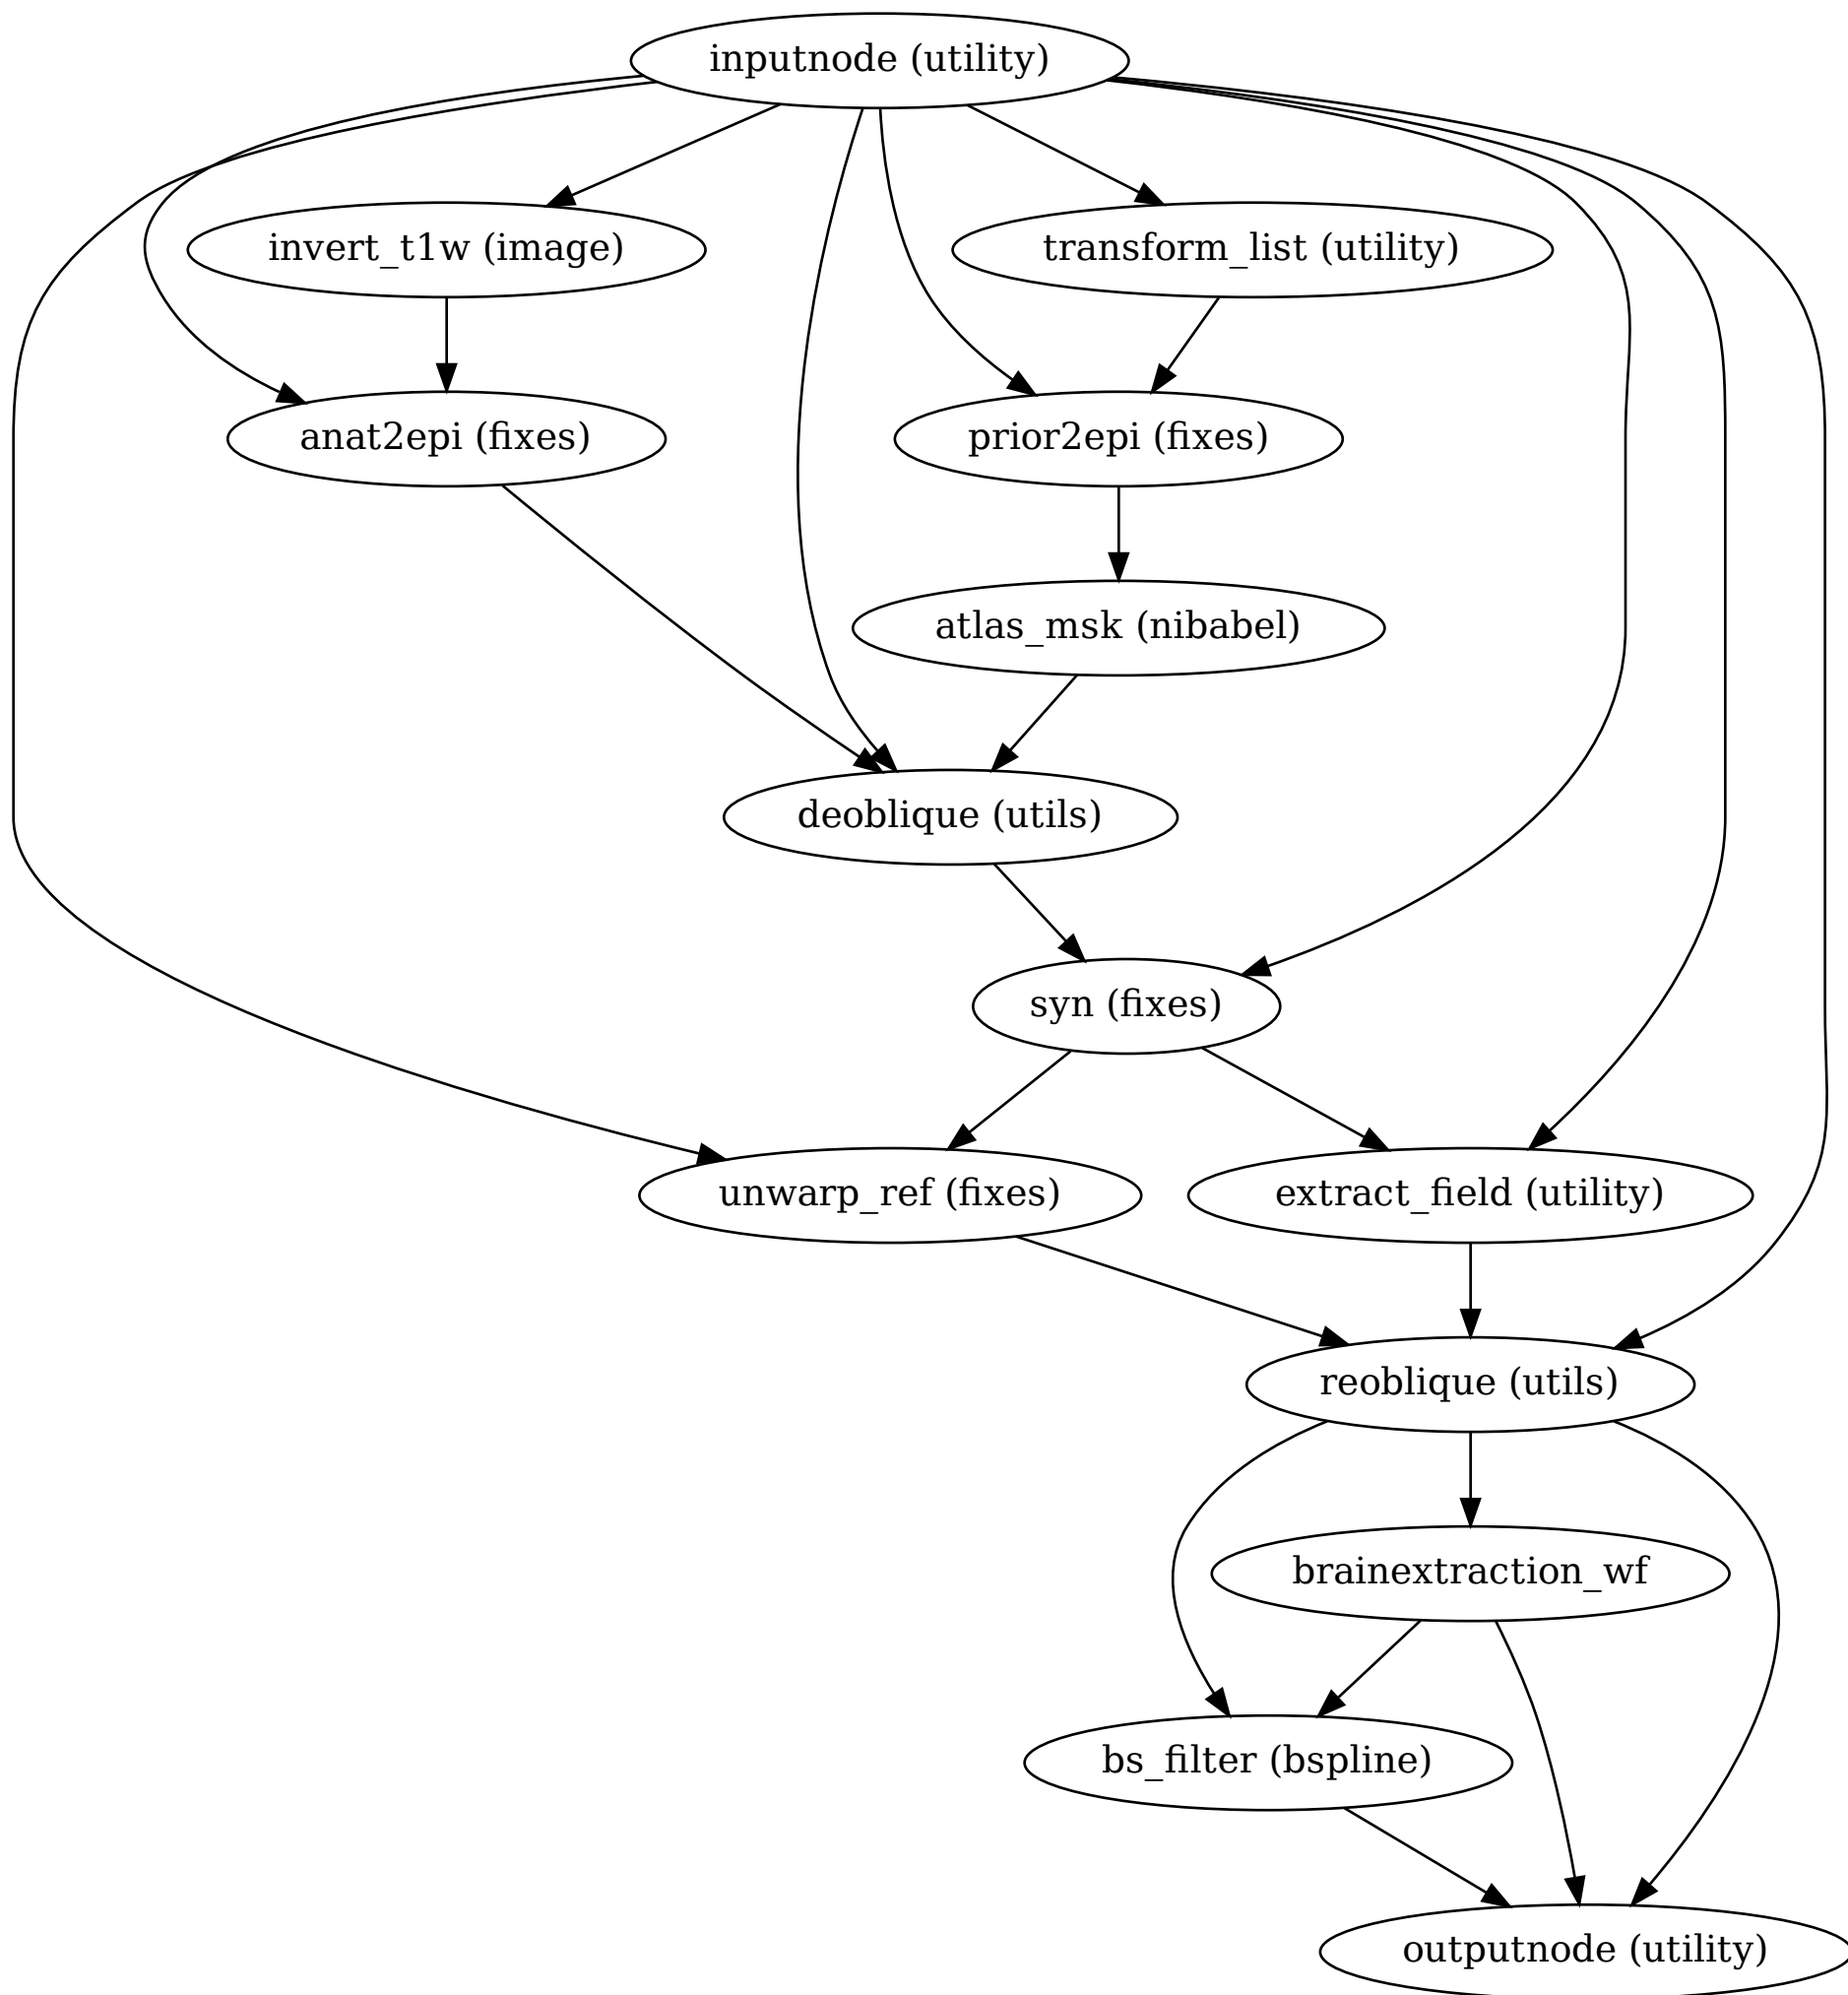 inputnode (utility)
invert_t1w (image)
transform_list (utility)
anat2epi (fixes)
prior2epi (fixes)
atlas_msk (nibabel)
deoblique (utils)
syn (fixes)
unwarp_ref (fixes)
extract_field (utility)
reoblique (utils)
brainextraction_wf
bs_filter (bspline)
outputnode (utility)